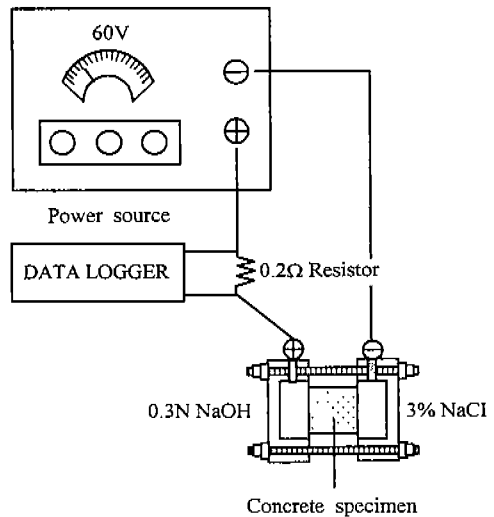 60V
Power source
DATA LOGGER
0.2Ω Resistor
0.3N NaOH
3% NaCl
Concrete specimen